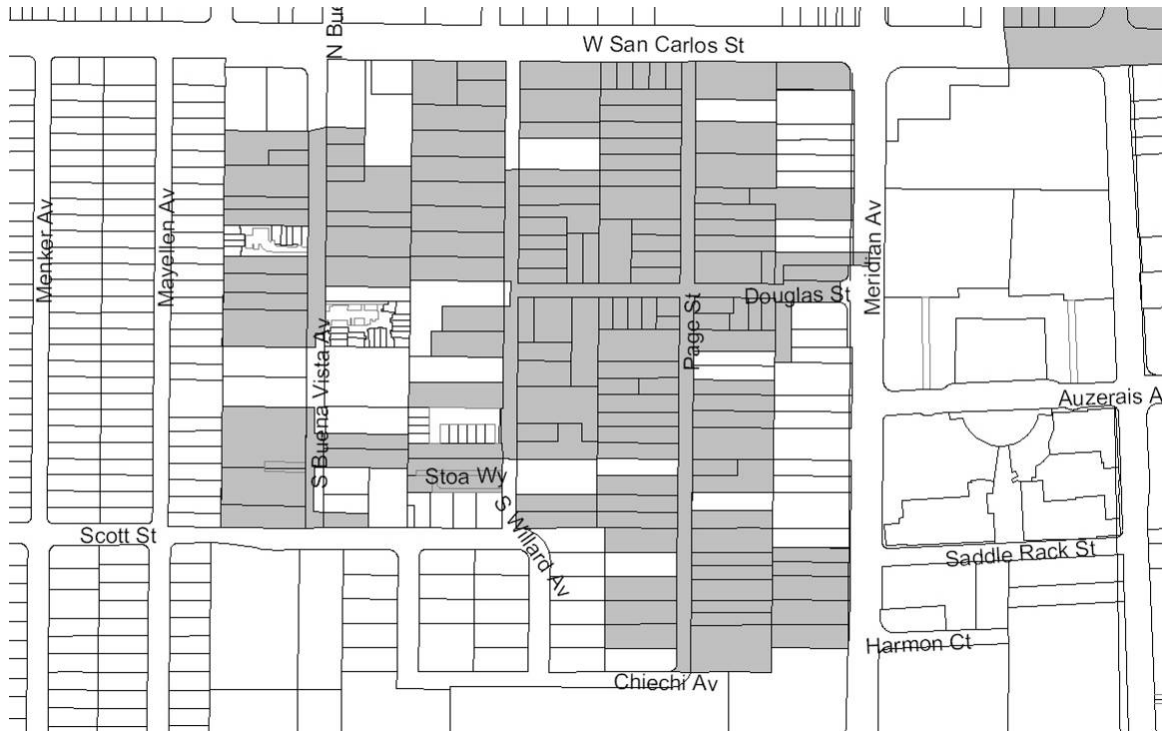 N Bu
W San Carlos St
Menker Av
Mayellen Av
Meridian Av
Douglas St
Page St
S Buena Vista Av
Auzerais A
Stoa Wy
S Willard Av
Scott St
Saddle Rack St
Harmon Ct
Chiechi Av